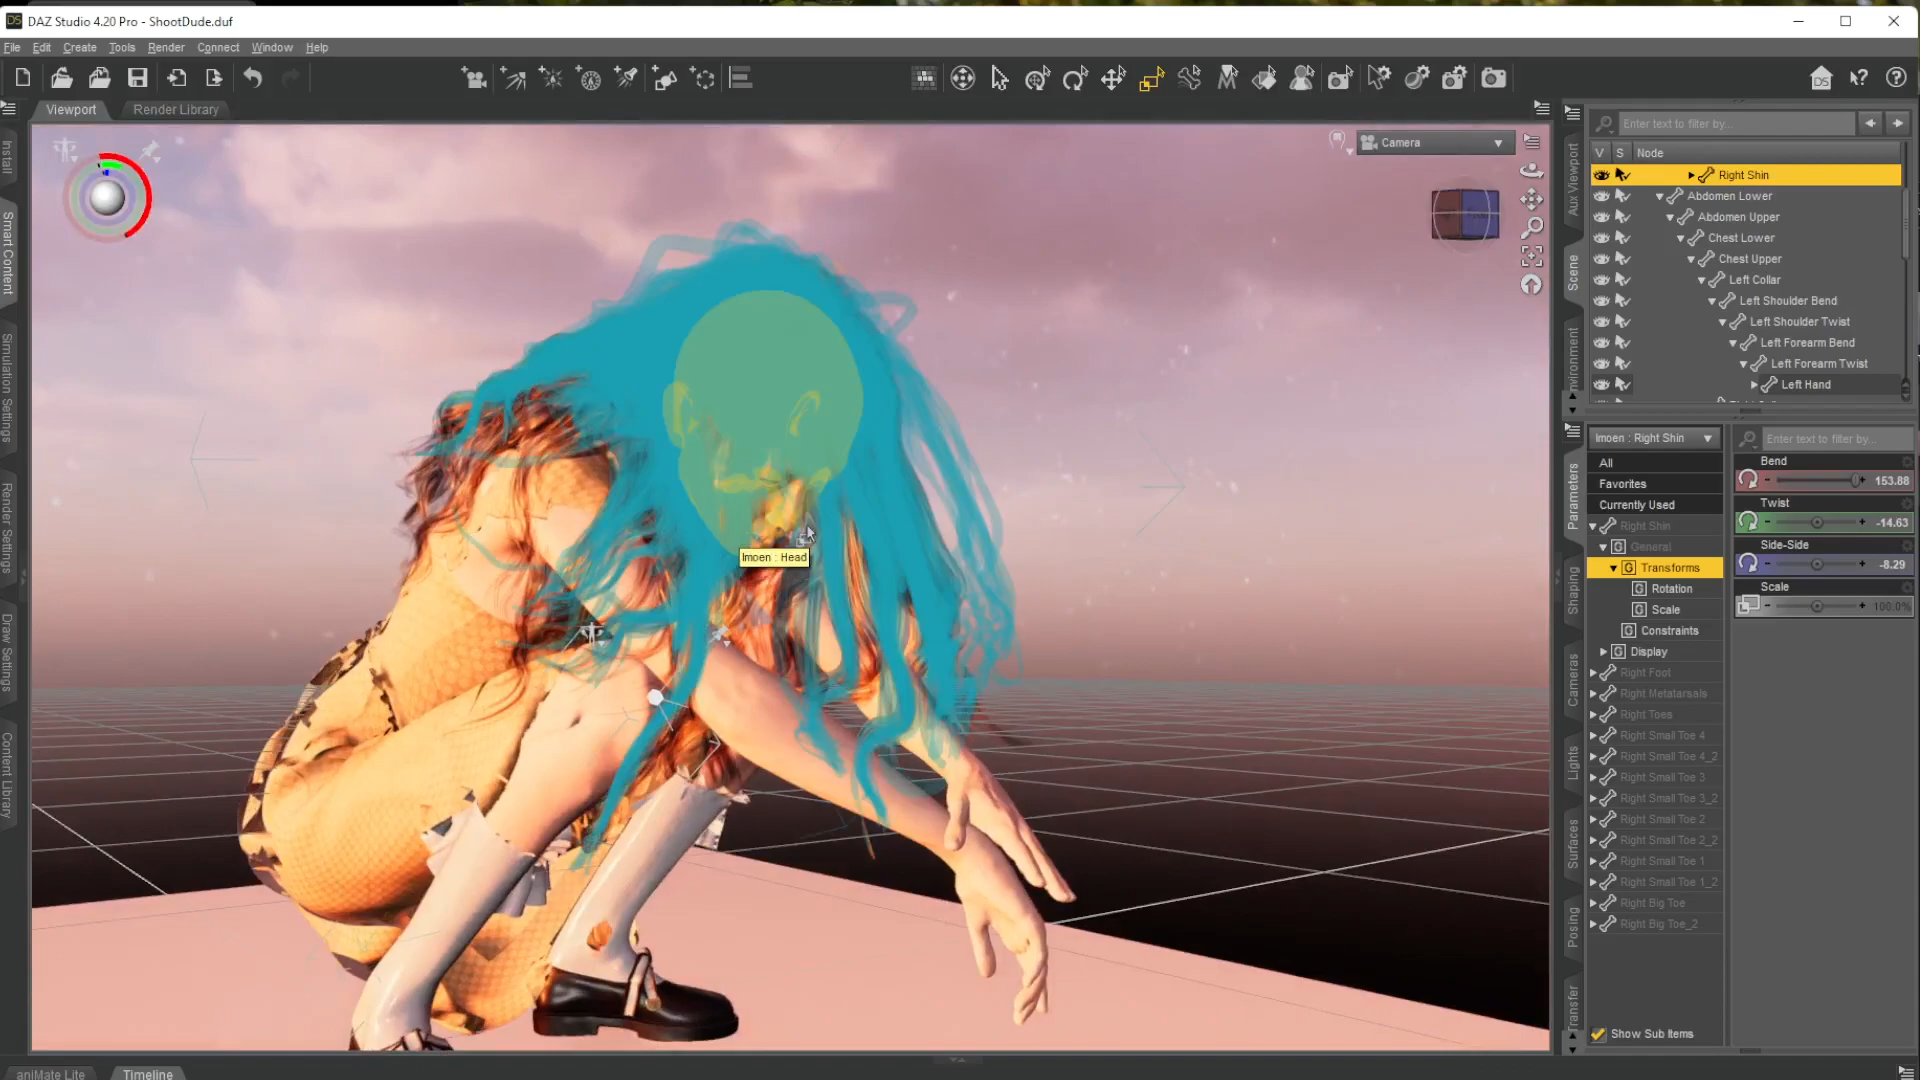 DAZ Studio 4.20 Pro - ShootDude.duf
File Edit Create Tools Render Connect Window Help
Viewport Render Library
Camera
Install
Smart Content
Simulation Settings
Render Settings
Draw Settings
Content Library
Imoen : Head
Aux Viewport
Scene
Environment
Enter text to filter by...
V S Node
Right Shin
Abdomen Lower
Abdomen Upper
Chest Lower
Chest Upper
Left Collar
Left Shoulder Bend
Left Shoulder Twist
Left Forearm Bend
Left Forearm Twist
Left Hand
Parameters
Shaping
Cameras
Lights
Surfaces
Posing
Transfer
Imoen : Right Shin
All
Favorites
Currently Used
Right Shin
General
Transforms
Rotation
Scale
Constraints
Display
Right Foot
Right Metatarsals
Right Toes
Right Small Toe 4
Right Small Toe 4_2
Right Small Toe 3
Right Small Toe 3_2
Right Small Toe 2
Right Small Toe 2_2
Right Small Toe 1
Right Small Toe 1_2
Right Big Toe
Right Big Toe_2
Show Sub Items
Enter text to filter by...
Bend
153.88
Twist
-14.63
Side-Side
-8.29
Scale
100.0%
aniMate Lite Timeline